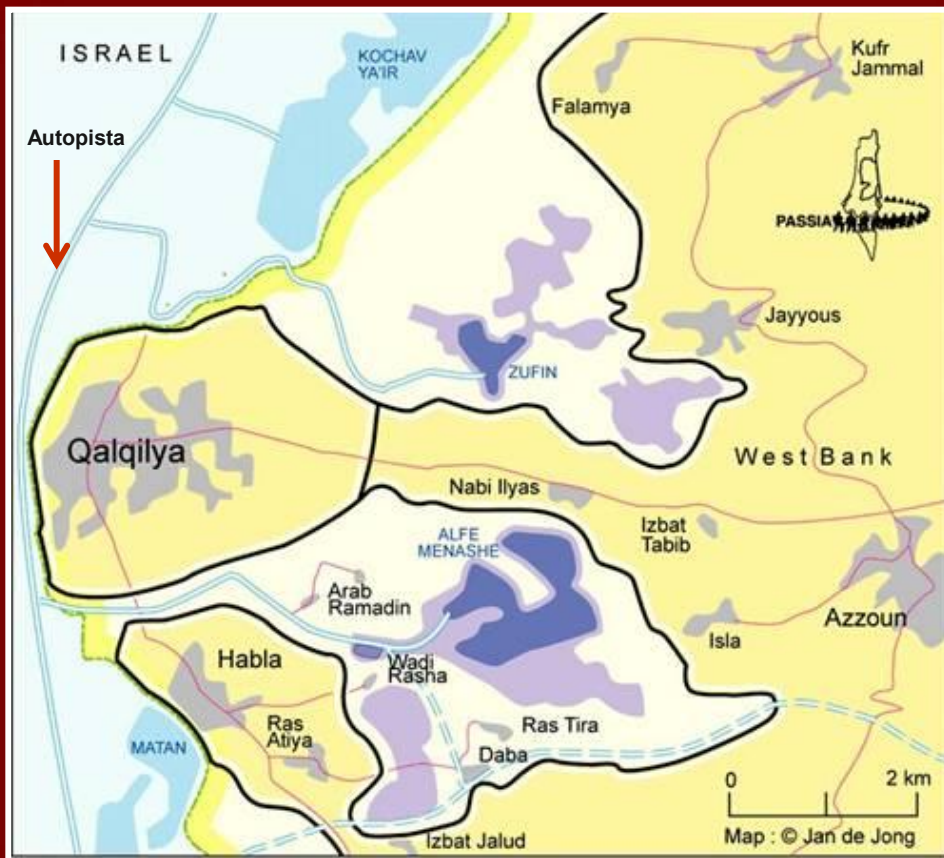 ISRAEL
KOCHAV
YA'IR
Kufr
Jammal
Falamya
Autopista
PASSIA
Jayyous
ZUFIN
Qalqilya
West Bank
Nabi Ilyas
Izbat
Tabib
ALFE
MENASHE
Arab
Ramadin
Azzoun
Isla
Habla
Wadi
Rasha
Ras
Atiya
Ras Tira
MATAN
Daba
0 2 km
Izbat Jalud
Map : © Jan de Jong